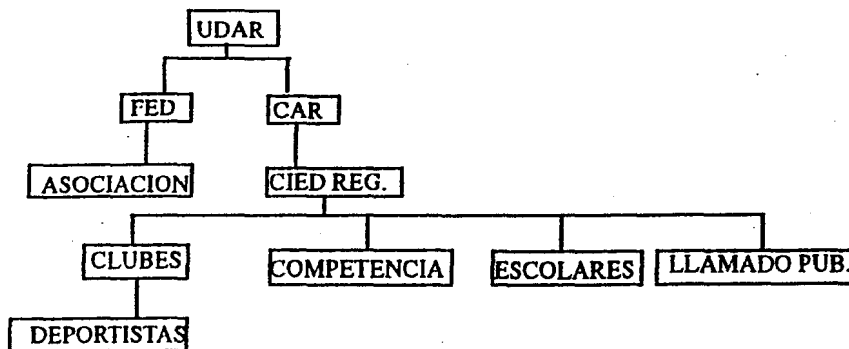 UDAR
FED
CAR
ASOCIACION
CIED REG.
CLUBES
COMPETENCIA
ESCOLARES
LLAMADO PUB.
DEPORTISTAS